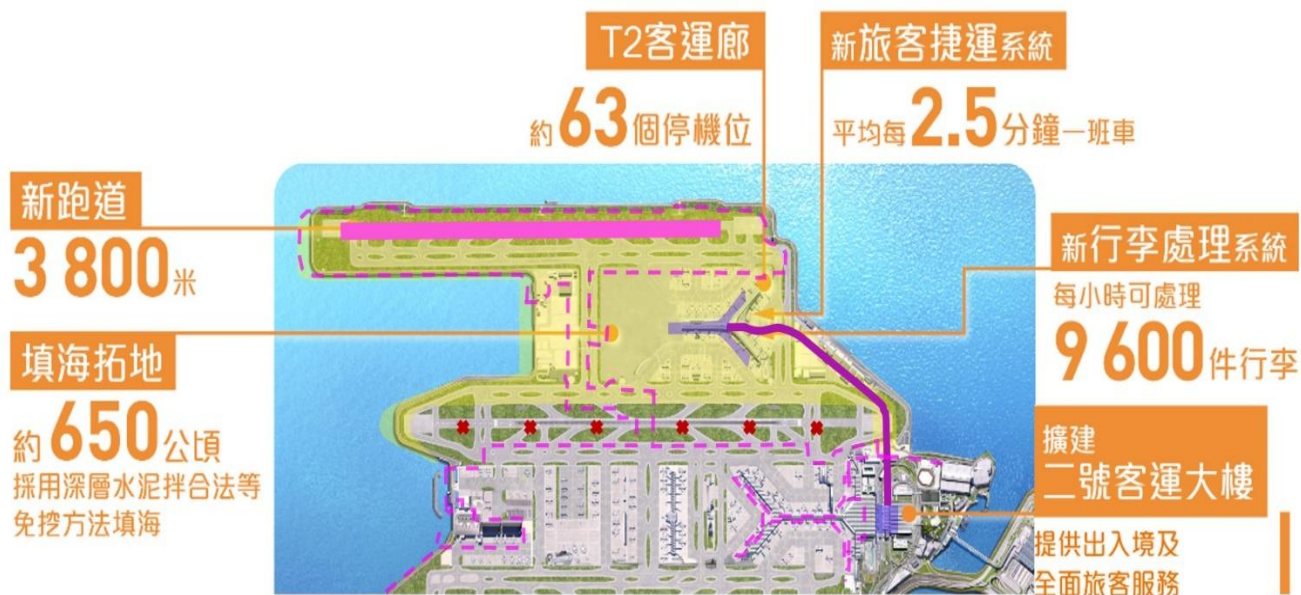 T2客運廊
約63個停機位
新旅客捷運系統
平均每2.5分鐘一班車
新跑道
3 800米
新行李處理系統
每小時可處理
9 600件行李
填海拓地
約650公頃
採用深層水泥拌合法等
免挖方法填海
擴建
二號客運大樓
提供出入境及
全面旅客服務